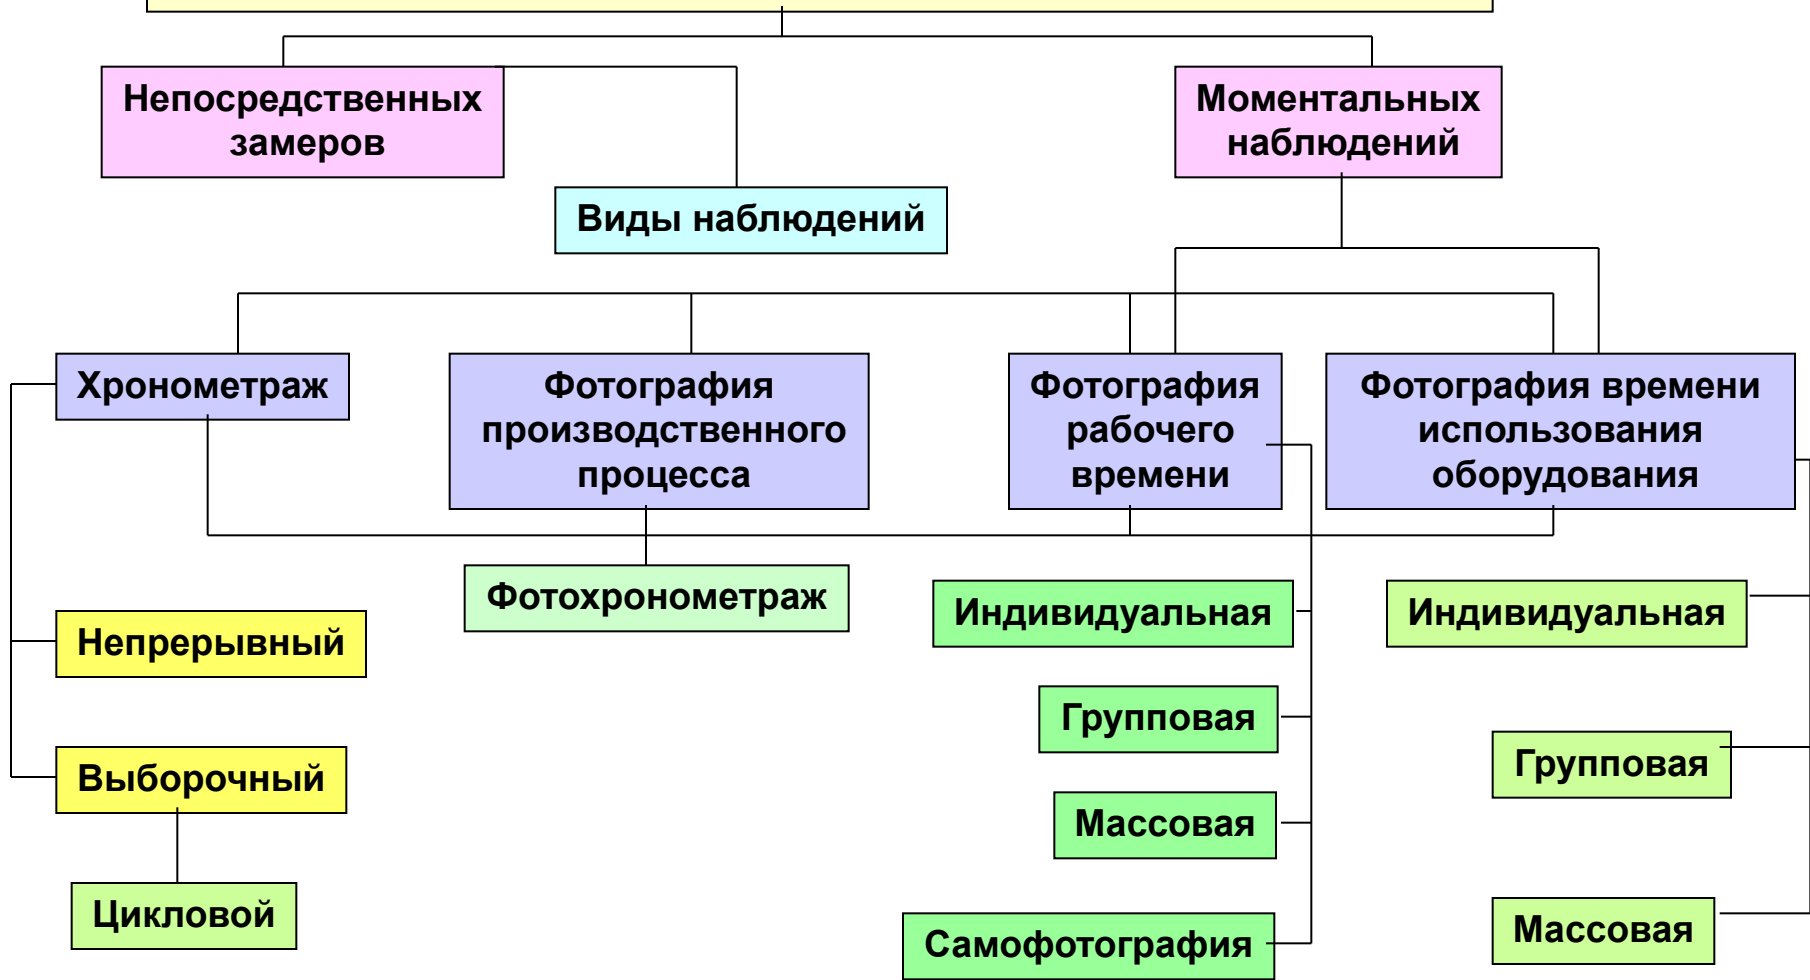 Непосредственных
замеров
Моментальных
наблюдений
Виды наблюдений
Хронометраж
Фотография
производственного
процесса
Фотография
рабочего
времени
Фотография времени
использования
оборудования
Фотохронометраж
Индивидуальная
Индивидуальная
Непрерывный
Групповая
Групповая
Выборочный
Массовая
Цикловой
Самофотография
Массовая